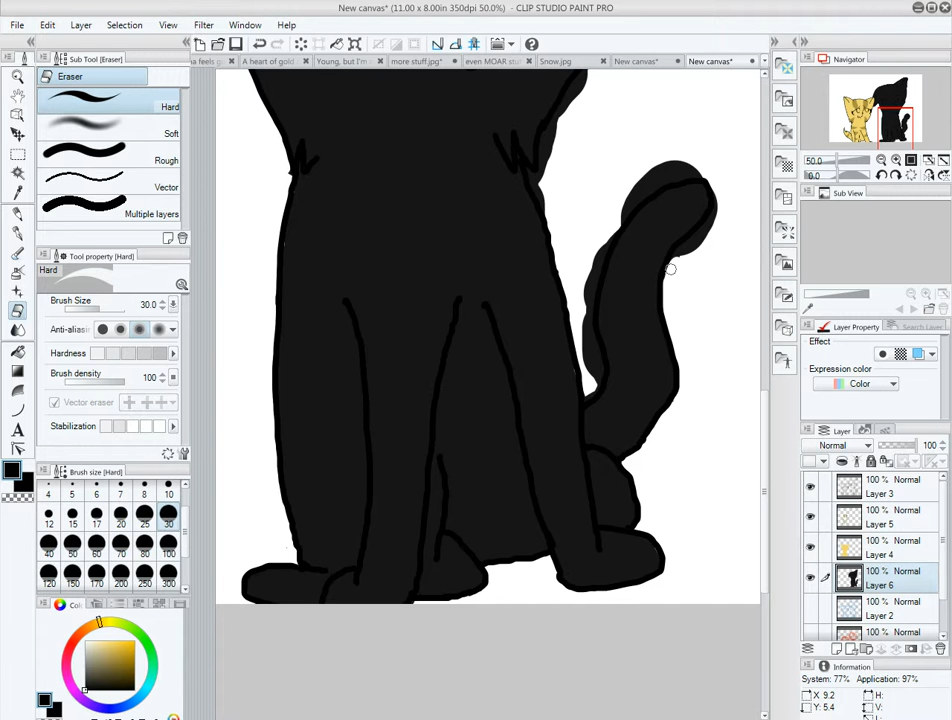 New canvas* (11.00 x 8.00in 350dpi 50.0%) - CLIP STUDIO PAINT PRO
File Edit Layer Selection View Filter Window Help
Sub Tool [Eraser]
a feels g A heart of gold Young, but I'm more stuff.jpg* even MOAR stu Snow.jpg New canvas* New canvas*
Navigator
Eraser
Hard
Soft
Rough
Vector
Multiple layers
50.0
0.0
Sub View
Tool property [Hard]
Hard
Brush Size 30.0
Anti-alias
Hardness
Brush density 100
Vector eraser
Stabilization
Layer Property Search Layer
Effect
Expression color
Color
Layer
Normal 100
100 % Normal
Layer 3
100 % Normal
Layer 5
100 % Normal
Layer 4
100 % Normal
Layer 6
100 % Normal
Layer 2
100 % Normal
Brush size [Hard]
4 5 6 7 8 10
12 15 17 20 25 30
40 50 60 70 80 100
120 150 170 200 250 300
Information
System: 77% Application: 97%
X 9.2 H:
Y: 5.4 V: